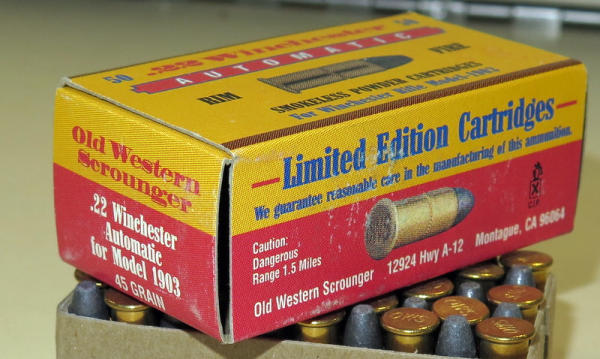 50 .22 Winchester 50
AUTOMATIC
RIM FIRE
SMOKELESS POWDER CARTRIDGES
For Winchester Rifle Model-1903
Old Western
Scrounger
.22 Winchester
Automatic
for Model 1903
45 GRAIN
Limited Edition Cartridges
We guarantee reasonable care in the manufacturing of this ammunition.
Caution:
Dangerous
Range 1.5 Miles
Old Western Scrounger 12924 Hwy A-12 Montague, CA 96064